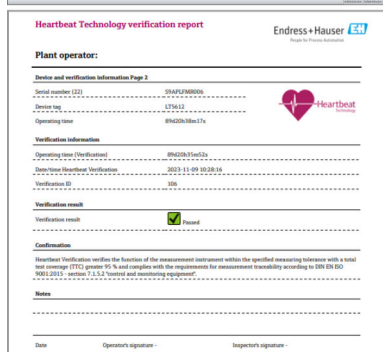 Heartbeat Technology verification report
Endress+Hauser EH
People for Process Automation
Plant operator:
Device and verification information Page 2
Serial number (22) S9APLFM8006
Device tag LT5612
Operating time 89d20h38m17s
Heartbeat
Technology
Verification information
Operating time (Verification) 89d20h35m52s
Date/time Heartbeat Verification 2023-11-09 10:28:16
Verification ID 106
Verification result
Verification result Passed
Confirmation
Heartbeat Verification verifies the function of the measurement instrument within the specified measuring tolerance with a total
test coverage (TTC) greater 95 % and complies with the requirements for measurement traceability according to DIN EN ISO
9001:2015 - section 7.1.5.2 "control and monitoring equipment".
Notes
Date Operator's signature - Inspector's signature -